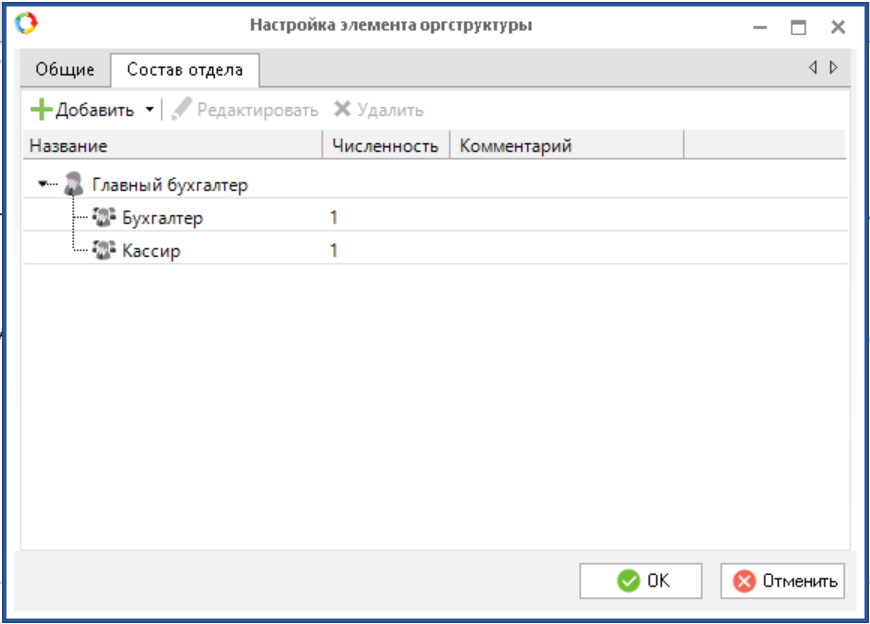 Настройка элемента оргструктуры
Общие Состав отдела
Добавить Редактировать Удалить
Название Численность Комментарий
Главный бухгалтер
Бухгалтер 1
Кассир 1
OK Отменить